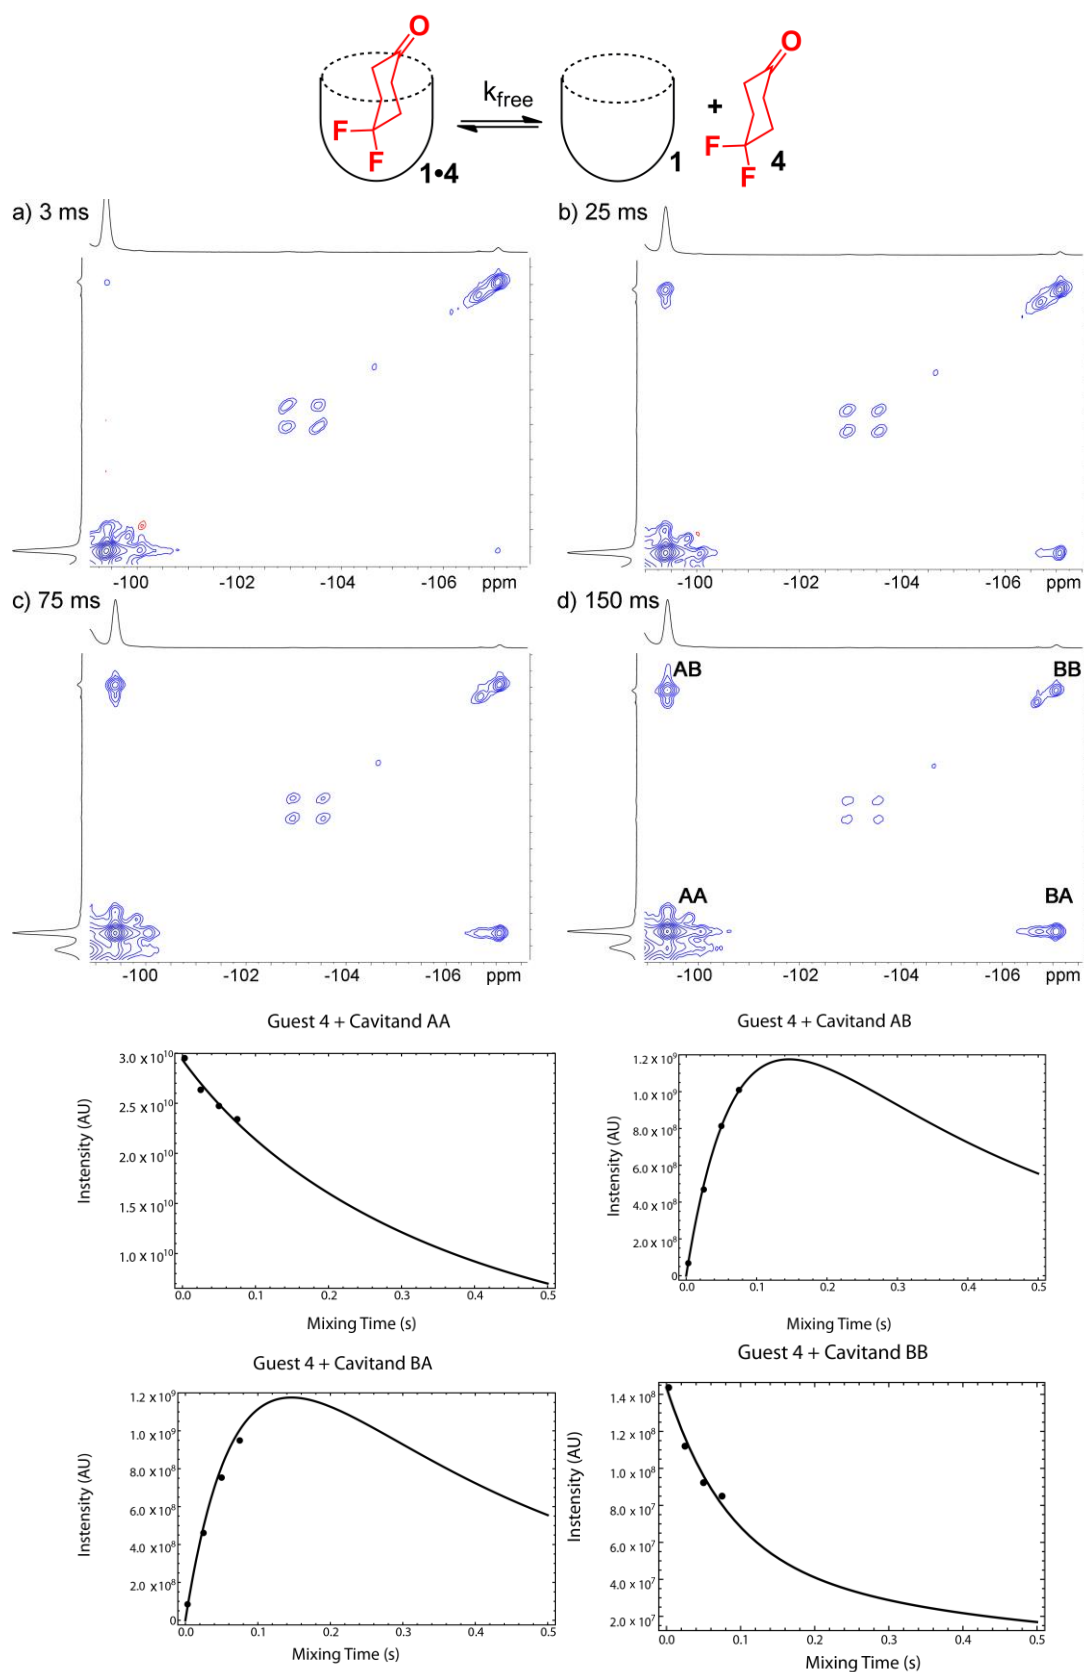 O
k_free
F
F
1•4
1
+
O
F
F
4
a) 3 ms
b) 25 ms
-100 -102 -104 -106 ppm
-100 -102 -104 -106 ppm
c) 75 ms
d) 150 ms
AB BB
AA BA
-100 -102 -104 -106 ppm
-100 -102 -104 -106 ppm
Guest 4 + Cavitand AA
Instensity (AU)
3.0 x 10^10
2.5 x 10^10
2.0 x 10^10
1.5 x 10^10
1.0 x 10^10
0.0 0.1 0.2 0.3 0.4 0.5
Mixing Time (s)
Guest 4 + Cavitand AB
Instensity (AU)
1.2 x 10^9
1.0 x 10^9
8.0 x 10^8
6.0 x 10^8
4.0 x 10^8
2.0 x 10^8
0
0.0 0.1 0.2 0.3 0.4 0.5
Mixing Time (s)
Guest 4 + Cavitand BA
Instensity (AU)
1.2 x 10^9
1.0 x 10^9
8.0 x 10^8
6.0 x 10^8
4.0 x 10^8
2.0 x 10^8
0
0.0 0.1 0.2 0.3 0.4 0.5
Mixing Time (s)
Guest 4 + Cavitand BB
Instensity (AU)
1.4 x 10^8
1.2 x 10^8
1.0 x 10^8
8.0 x 10^7
6.0 x 10^7
4.0 x 10^7
2.0 x 10^7
0.0 0.1 0.2 0.3 0.4 0.5
Mixing Time (s)